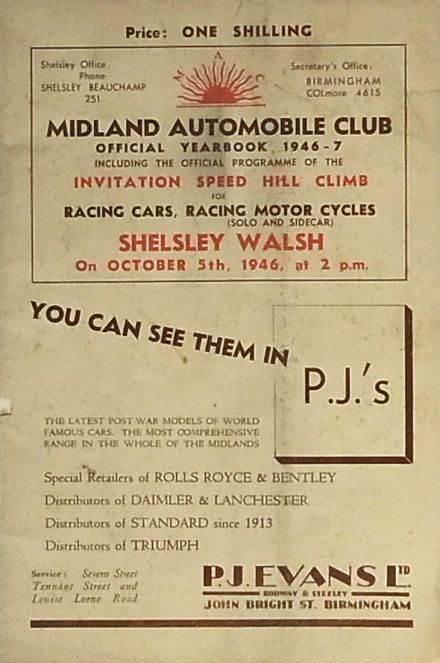 Price: ONE SHILLING
Shelsley Office:
Phone
SHELSLEY BEAUCHAMP
251
M A C
Secretary's Office:
BIRMINGHAM
COLmore 4615
MIDLAND AUTOMOBILE CLUB
OFFICIAL YEARBOOK 1946-7
INCLUDING THE OFFICIAL PROGRAMME OF THE
INVITATION SPEED HILL CLIMB
FOR
RACING CARS, RACING MOTOR CYCLES
(SOLO AND SIDECAR)
SHELSLEY WALSH
On OCTOBER 5th, 1946, at 2 p.m.
YOU CAN SEE THEM IN
P.J.'s
THE LATEST POST-WAR MODELS OF WORLD
FAMOUS CARS. THE MOST COMPREHENSIVE
RANGE IN THE WHOLE OF THE MIDLANDS
Special Retailers of ROLLS ROYCE & BENTLEY
Distributors of DAIMLER & LANCHESTER
Distributors of STANDARD since 1913
Distributors of TRIUMPH
Service: Severn Street
Tennant Street and
Louise Lorne Road
P.J. EVANS LTD
RODWAY & STEELEY
JOHN BRIGHT ST. BIRMINGHAM